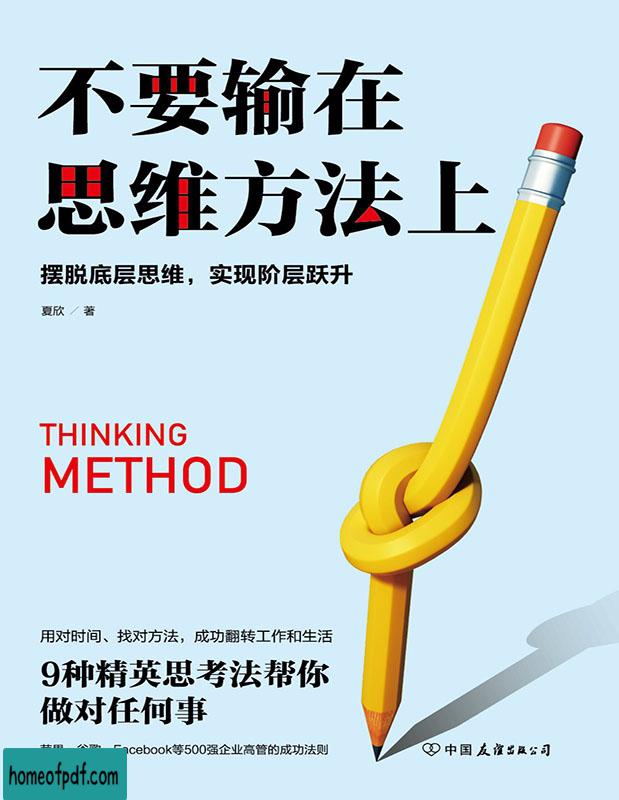 不要输在
思维方法上
摆脱底层思维，实现阶层跃升
夏欣／著
THINKING
METHOD
用对时间、找对方法，成功翻转工作和生活
9种精英思考法帮你
做对任何事
苹果、谷歌、Facebook等500强企业高管的成功法则
中国友谊出版公司
homeofpdf.com